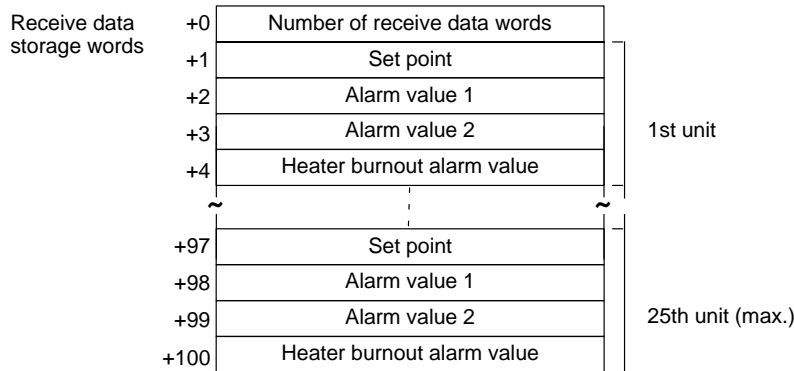 Receive data
storage words
+0 Number of receive data words
+1 Set point
+2 Alarm value 1
+3 Alarm value 2
+4 Heater burnout alarm value
1st unit
~ ~
+97 Set point
+98 Alarm value 1
+99 Alarm value 2
+100 Heater burnout alarm value
25th unit (max.)